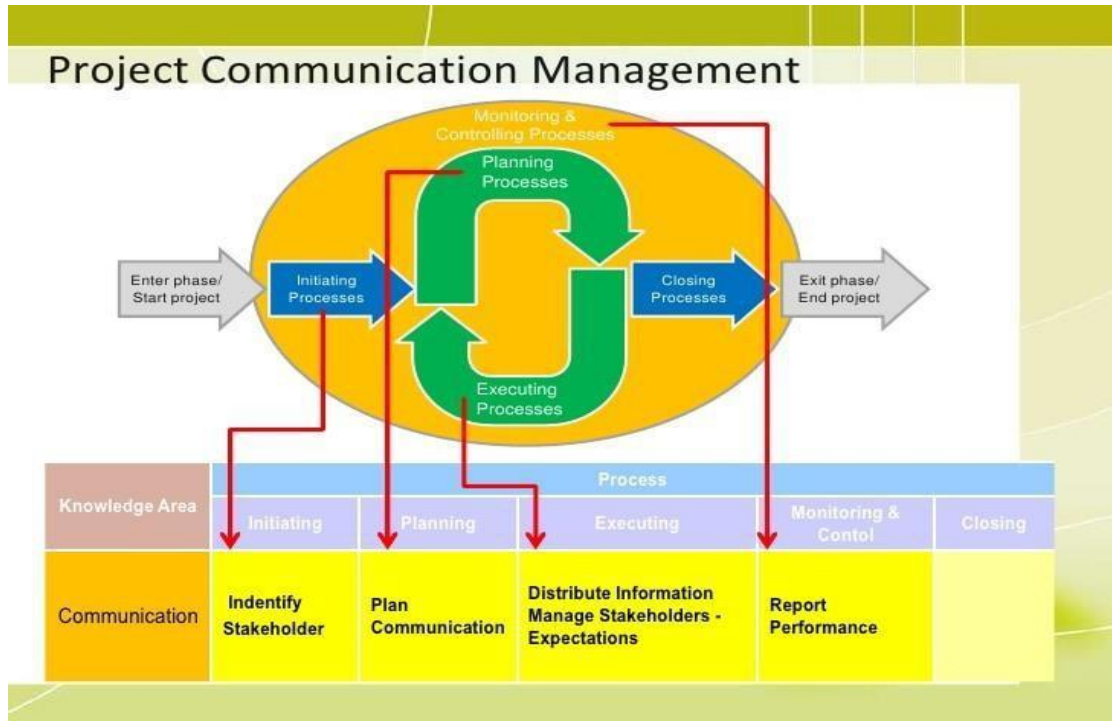 Project Communication Management
Monitoring &
Controlling Processes
Planning
Processes
Enter phase/
Start project
Initiating
Processes
Closing
Processes
Exit phase/
End project
Executing
Processes
Knowledge Area
Process
Initiating
Planning
Executing
Monitoring &
Contol
Closing
Communication
Indentify
Stakeholder
Plan
Communication
Distribute Information
Manage Stakeholders -
Expectations
Report
Performance